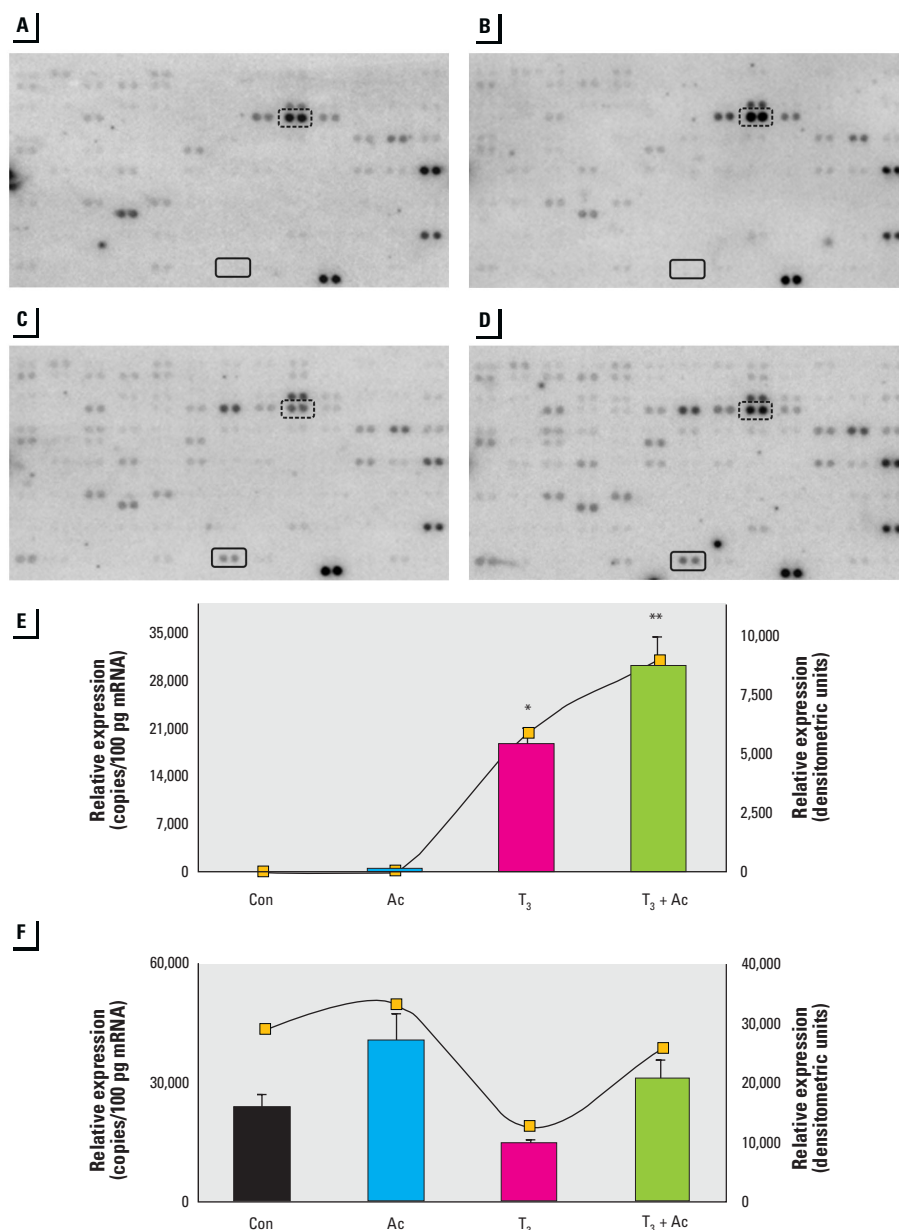 A
B
C
D
E
Relative expression
(copies/100 pg mRNA)
35,000
28,000
21,000
14,000
7,000
0
*
**
10,000
7,500
5,000
2,500
0
Relative expression
(densitometric units)
Con
Ac
T3
T3 + Ac
F
Relative expression
(copies/100 pg mRNA)
60,000
30,000
0
40,000
30,000
20,000
10,000
0
Relative expression
(densitometric units)
Con
Ac
T3
T3 + Ac